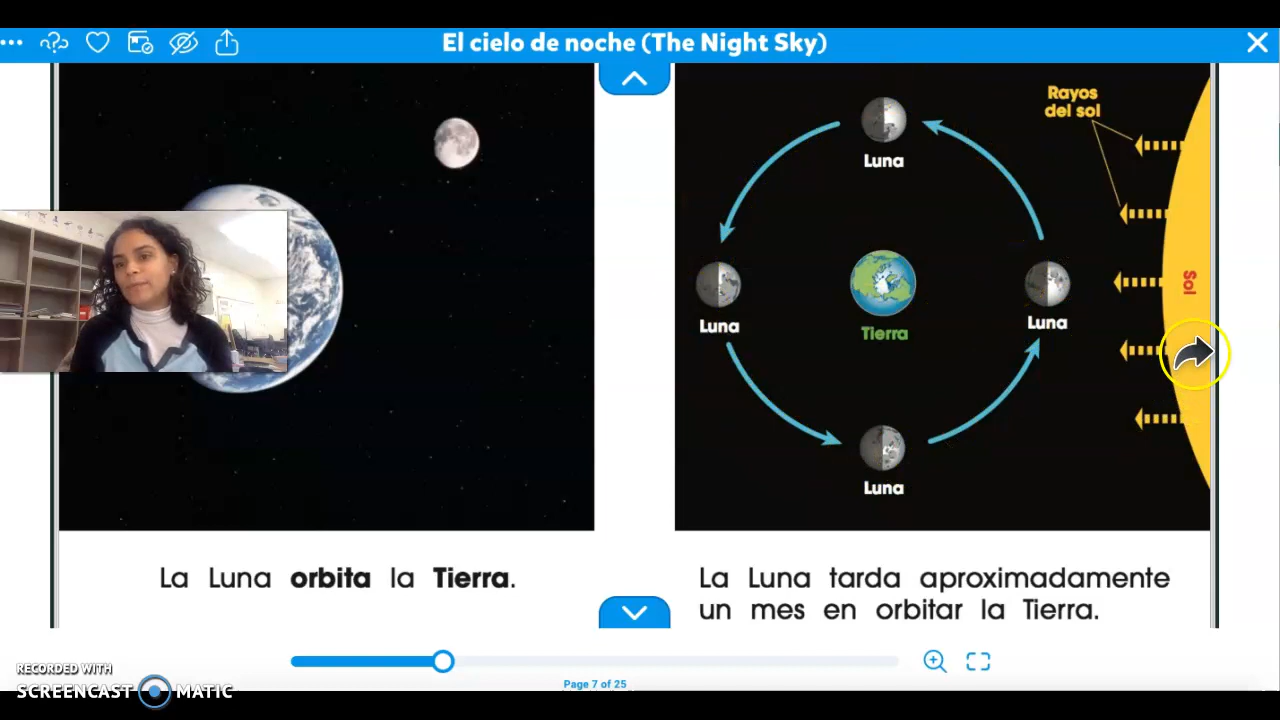 El cielo de noche (The Night Sky)
Rayos
del sol
Luna
Luna
Tierra
Luna
Sol
Luna
La Luna orbita la Tierra.
La Luna tarda aproximadamente
un mes en orbitar la Tierra.
Page 7 of 25
RECORDED WITH
SCREENCAST MATIC